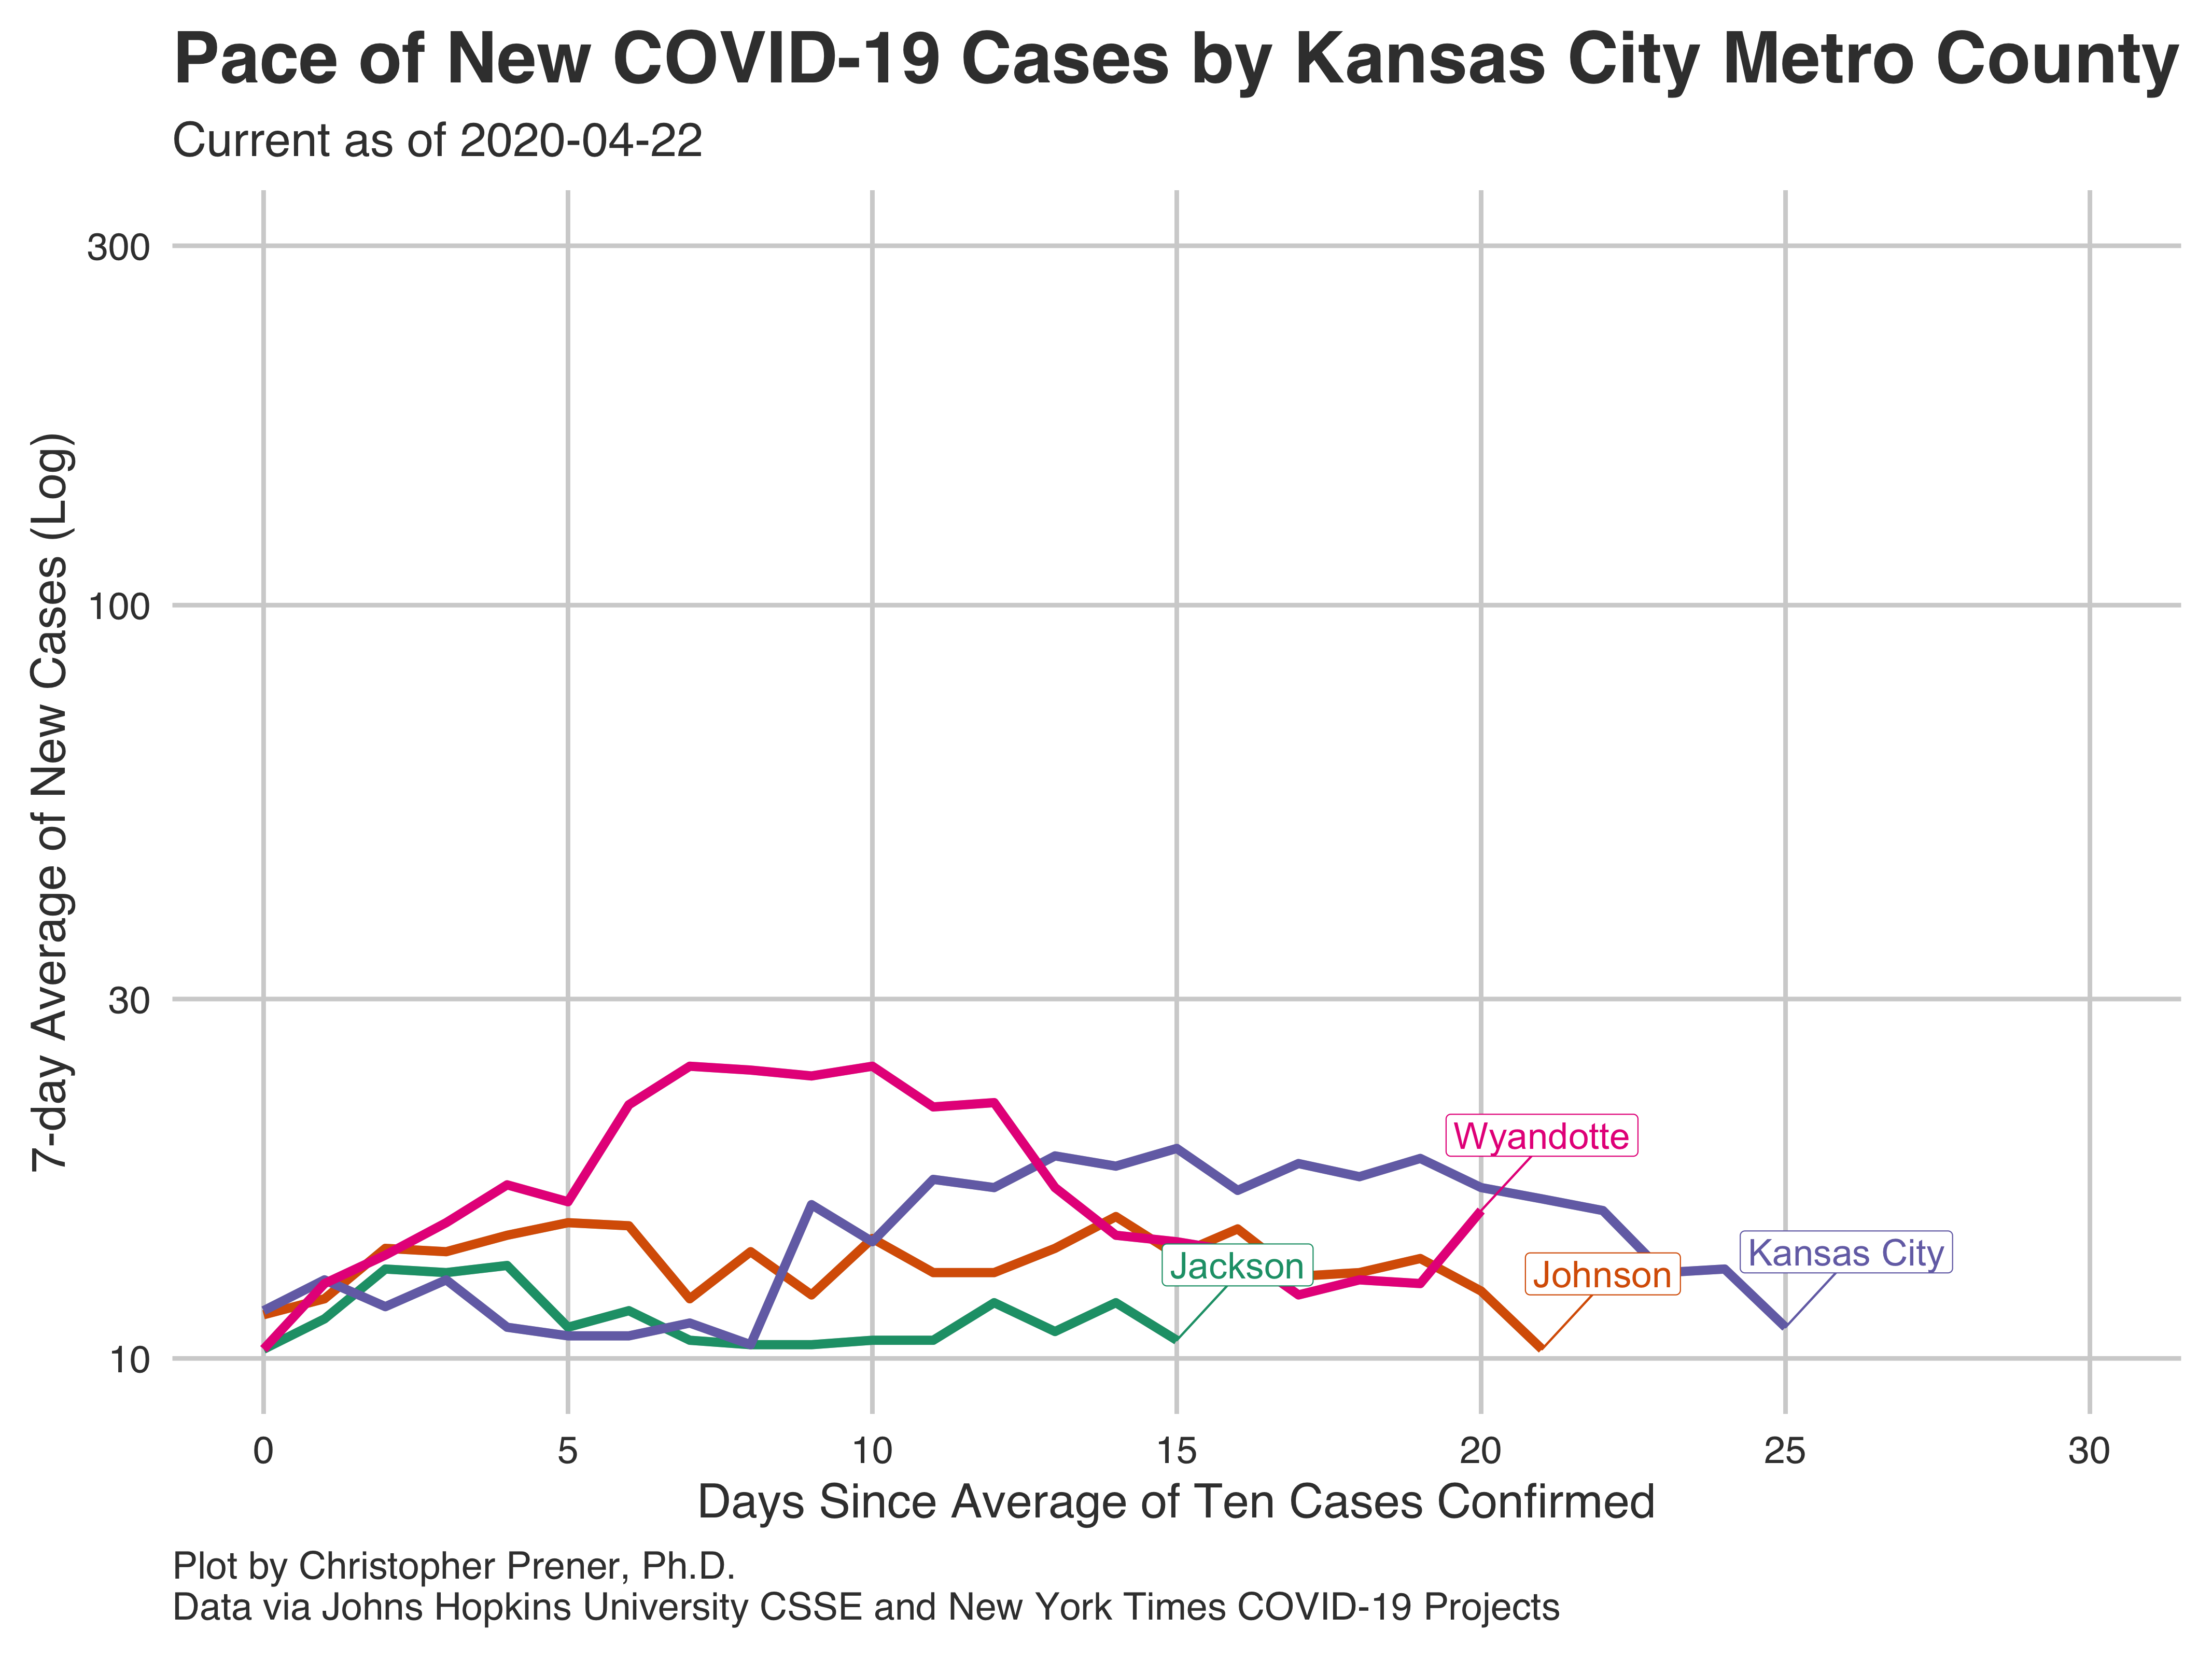 Pace of New COVID-19 Cases by Kansas City Metro County
Current as of 2020-04-22
300
100
30
10
7-day Average of New Cases (Log)
Wyandotte
Kansas City
Johnson
Jackson
0 5 10 15 20 25 30
Days Since Average of Ten Cases Confirmed
Plot by Christopher Prener, Ph.D.
Data via Johns Hopkins University CSSE and New York Times COVID-19 Projects